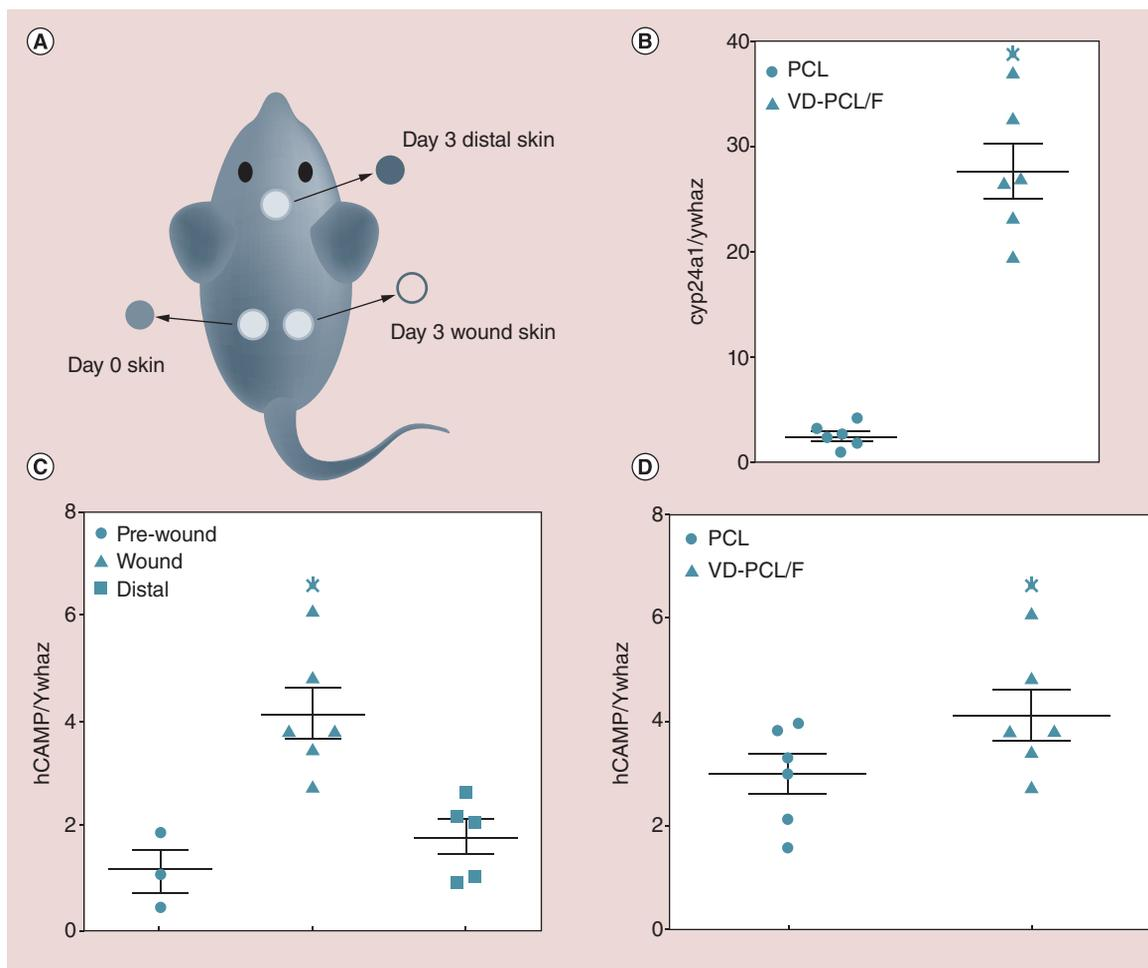 A
Day 3 distal skin
Day 3 wound skin
Day 0 skin
B
40
30
20
10
0
cyp24a1/ywhaz
PCL
VD-PCL/F
C
8
6
4
2
0
hCAMP/Ywhaz
Pre-wound
Wound
Distal
D
8
6
4
2
0
hCAMP/Ywhaz
PCL
VD-PCL/F